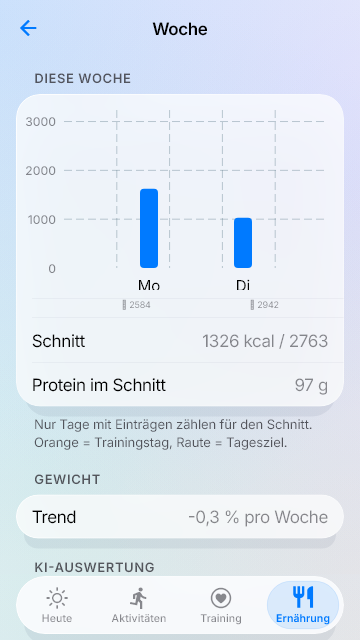 Woche
DIESE WOCHE
3000
2000
1000
0
Mo Di
2584 2942
Schnitt 1326 kcal / 2763
Protein im Schnitt 97 g
Nur Tage mit Einträgen zählen für den Schnitt.
Orange = Trainingstag, Raute = Tagesziel.
GEWICHT
Trend -0,3 % pro Woche
KI-AUSWERTUNG
Heute Aktivitäten Training Ernährung